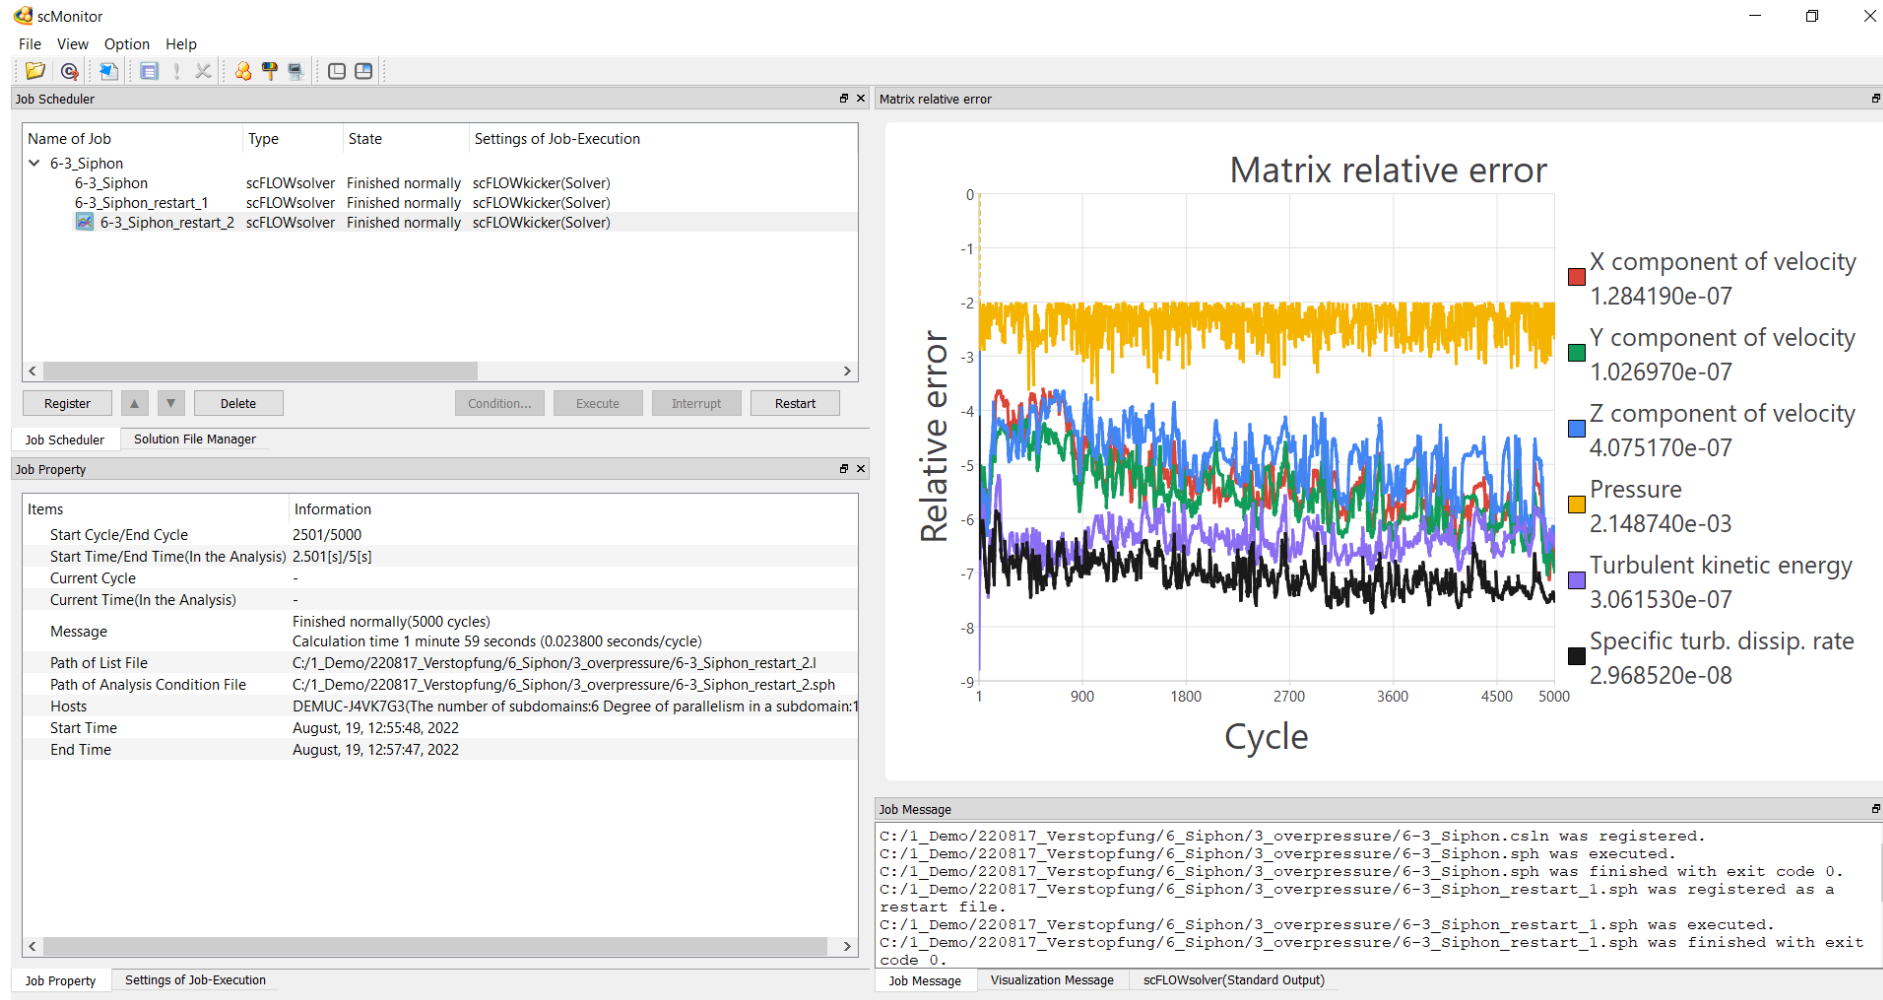 scMonitor
File View Option Help
Job Scheduler
Name of Job Type State Settings of Job-Execution
6-3_Siphon
6-3_Siphon scFLOWsolver Finished normally scFLOWkicker(Solver)
6-3_Siphon_restart_1 scFLOWsolver Finished normally scFLOWkicker(Solver)
6-3_Siphon_restart_2 scFLOWsolver Finished normally scFLOWkicker(Solver)
Register ▲ ▼ Delete Condition... Execute Interrupt Restart
Job Scheduler Solution File Manager
Job Property
Items Information
Start Cycle/End Cycle 2501/5000
Start Time/End Time(In the Analysis) 2.501[s]/5[s]
Current Cycle -
Current Time(In the Analysis) -
Message Finished normally(5000 cycles)
Calculation time 1 minute 59 seconds (0.023800 seconds/cycle)
Path of List File C:/1_Demo/220817_Verstopfung/6_Siphon/3_overpressure/6-3_Siphon_restart_2.l
Path of Analysis Condition File C:/1_Demo/220817_Verstopfung/6_Siphon/3_overpressure/6-3_Siphon_restart_2.sph
Hosts DEMUC-J4VK7G3(The number of subdomains:6 Degree of parallelism in a subdomain:1
Start Time August, 19, 12:55:48, 2022
End Time August, 19, 12:57:47, 2022
Job Property Settings of Job-Execution
Matrix relative error
Matrix relative error
Relative error
0
-1
-2
-3
-4
-5
-6
-7
-8
-9
1 900 1800 2700 3600 4500 5000
Cycle
X component of velocity
1.284190e-07
Y component of velocity
1.026970e-07
Z component of velocity
4.075170e-07
Pressure
2.148740e-03
Turbulent kinetic energy
3.061530e-07
Specific turb. dissip. rate
2.968520e-08
Job Message
C:/1_Demo/220817_Verstopfung/6_Siphon/3_overpressure/6-3_Siphon.csln was registered.
C:/1_Demo/220817_Verstopfung/6_Siphon/3_overpressure/6-3_Siphon.sph was executed.
C:/1_Demo/220817_Verstopfung/6_Siphon/3_overpressure/6-3_Siphon.sph was finished with exit code 0.
C:/1_Demo/220817_Verstopfung/6_Siphon/3_overpressure/6-3_Siphon_restart_1.sph was registered as a
restart file.
C:/1_Demo/220817_Verstopfung/6_Siphon/3_overpressure/6-3_Siphon_restart_1.sph was executed.
C:/1_Demo/220817_Verstopfung/6_Siphon/3_overpressure/6-3_Siphon_restart_1.sph was finished with exit
code 0.
Job Message Visualization Message scFLOWsolver(Standard Output)